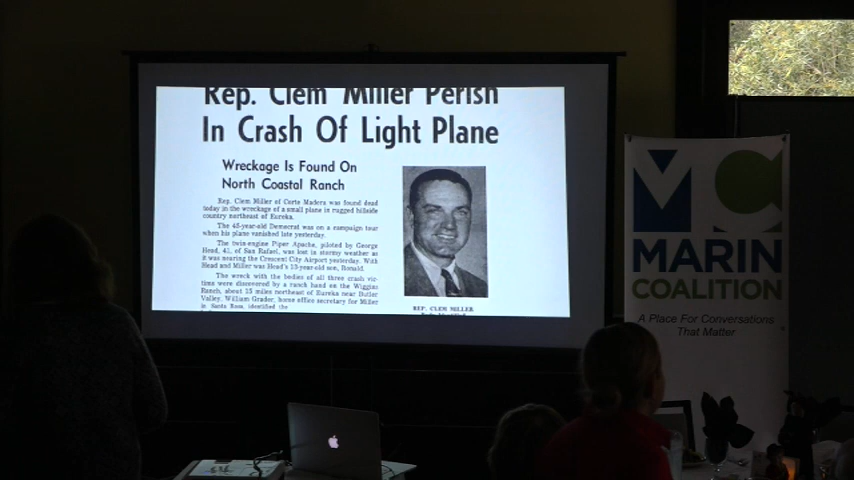 Rep. Clem Miller Perish
In Crash Of Light Plane
Wreckage Is Found On
North Coastal Ranch
Rep. Clem Miller of Corte Madera was found dead
today in the wreckage of a small plane in rugged hillside
country northeast of Eureka.
The 45-year-old Democrat was on a campaign tour
when his plane vanished late yesterday.
The twin-engine Piper Apache, piloted by George
Head, 41, of San Rafael, was lost in stormy weather as
it was nearing the Crescent City Airport yesterday. With
Head and Miller was Head's 13-year-old son, Ronald.
The wreck with the bodies of all three crash vic-
tims were discovered by a ranch hand on the Wiggins
Ranch, about 15 miles northeast of Eureka near Butler
Valley. William Grader, home office secretary for Miller
in Santa Rosa, identified the
REP. CLEM MILLER
MC
MARIN
COALITION
A Place For Conversations
That Matter